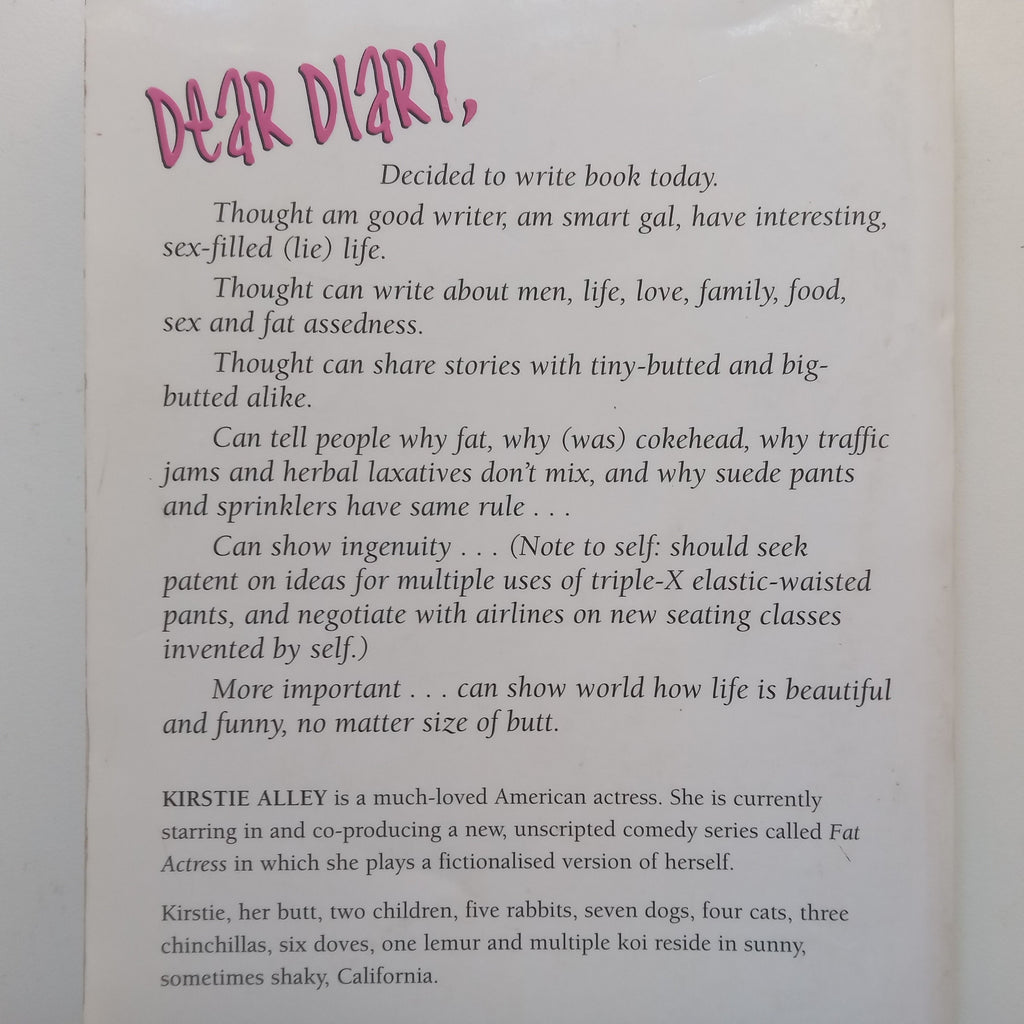 DEAR DIARY,
Decided to write book today.
Thought am good writer, am smart gal, have interesting,
sex-filled (lie) life.
Thought can write about men, life, love, family, food,
sex and fat assedness.
Thought can share stories with tiny-butted and big-
butted alike.
Can tell people why fat, why (was) cokehead, why traffic
jams and herbal laxatives don't mix, and why suede pants
and sprinklers have same rule . . .
Can show ingenuity . . . (Note to self: should seek
patent on ideas for multiple uses of triple-X elastic-waisted
pants, and negotiate with airlines on new seating classes
invented by self.)
More important . . . can show world how life is beautiful
and funny, no matter size of butt.
KIRSTIE ALLEY is a much-loved American actress. She is currently
starring in and co-producing a new, unscripted comedy series called Fat
Actress in which she plays a fictionalised version of herself.
Kirstie, her butt, two children, five rabbits, seven dogs, four cats, three
chinchillas, six doves, one lemur and multiple koi reside in sunny,
sometimes shaky, California.